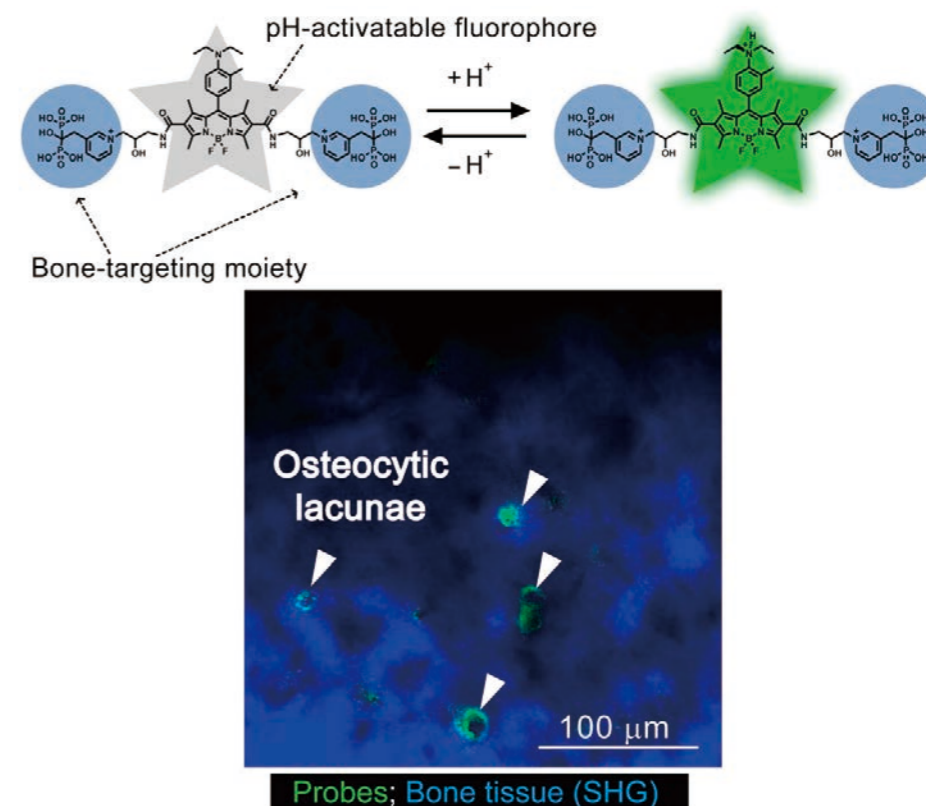 pH-activatable fluorophore
+ H⁺
− H⁺
Bone-targeting moiety
Osteocytic
lacunae
100 μm
Probes; Bone tissue (SHG)